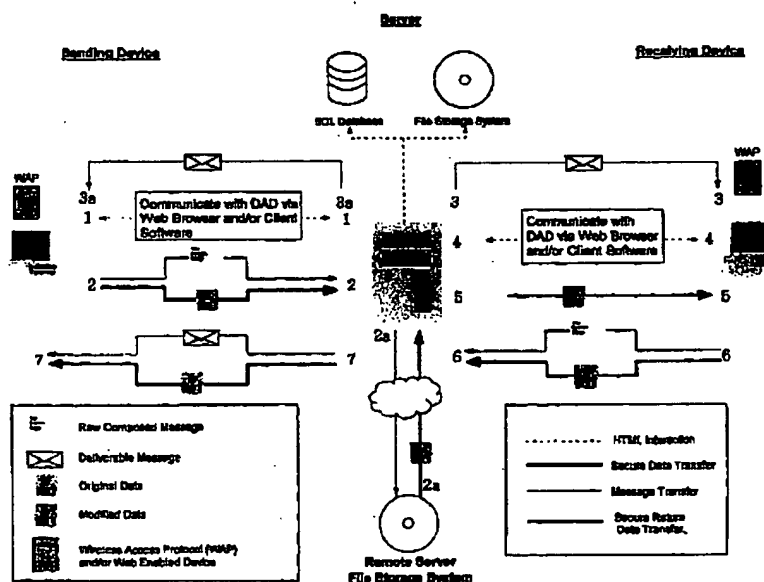 Server
Sending Device
Receiving Device
SQL Database
File Storage System
WAP
WAP
3a
3a
3
3
1
Communicate with DAD via
Web Browser and/or Client
Software
1
4
Communicate with
DAD via Web Browser
and/or Client Software
4
2
2
5
5
7
7
2a
6
6
2a
Raw Composed Message
Deliverable Message
Original Data
Modified Data
Wireless Access Protocol (WAP)
and/or Web Enabled Device
HTML Interaction
Secure Data Transfer
Message Transfer
Secure Return
Data Transfer
Remote Server
File Storage System